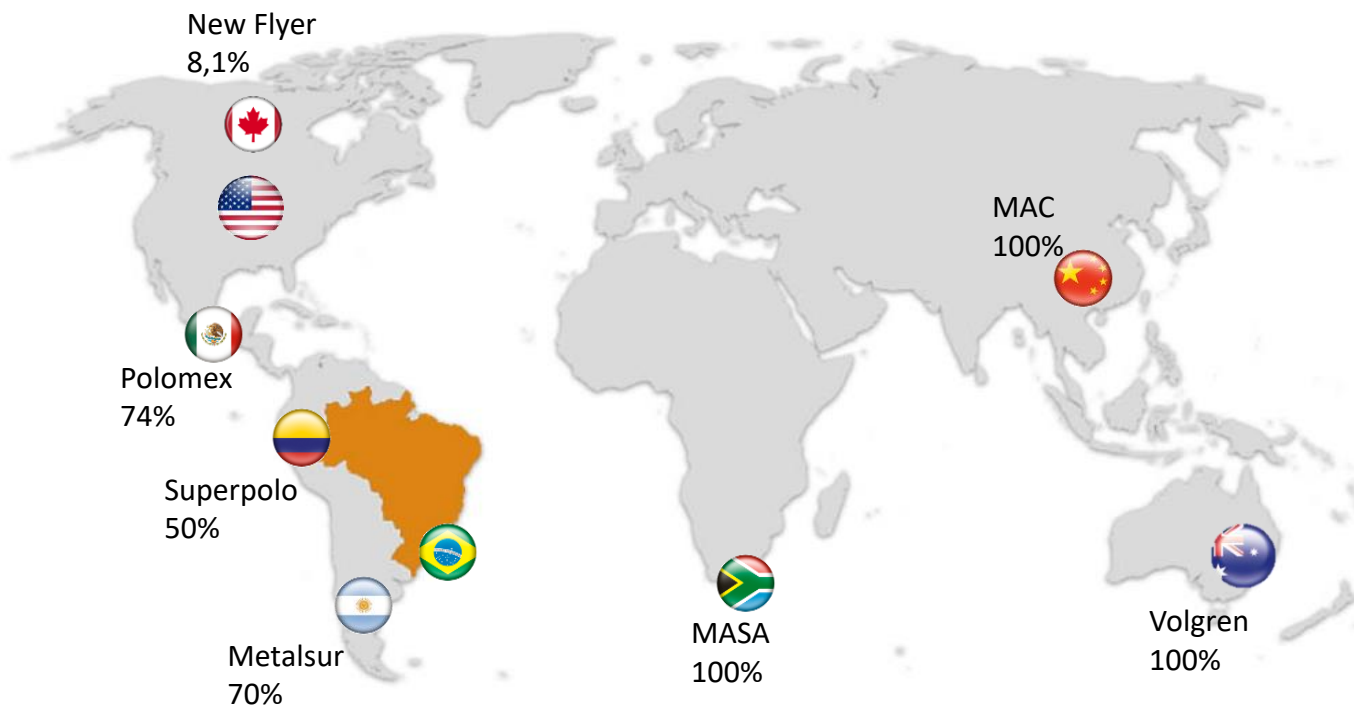 New Flyer
8,1%
MAC
100%
Polomex
74%
Superpolo
50%
Metalsur
70%
MASA
100%
Volgren
100%